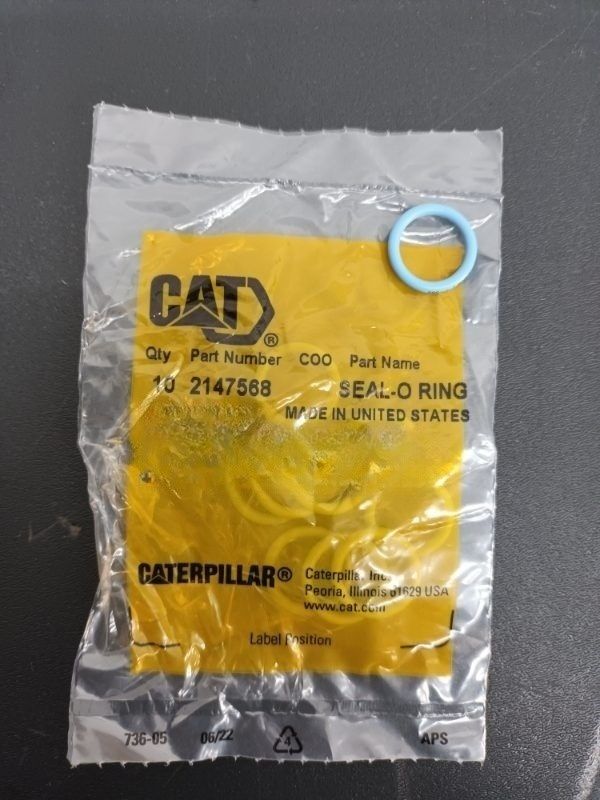 CAT®
Qty Part Number COO Part Name
10 2147568 SEAL-O RING
MADE IN UNITED STATES
CATERPILLAR® Caterpillar Inc.
Peoria, Illinois 61629 USA
www.cat.com
Label Position
736-05 06/22 4 APS